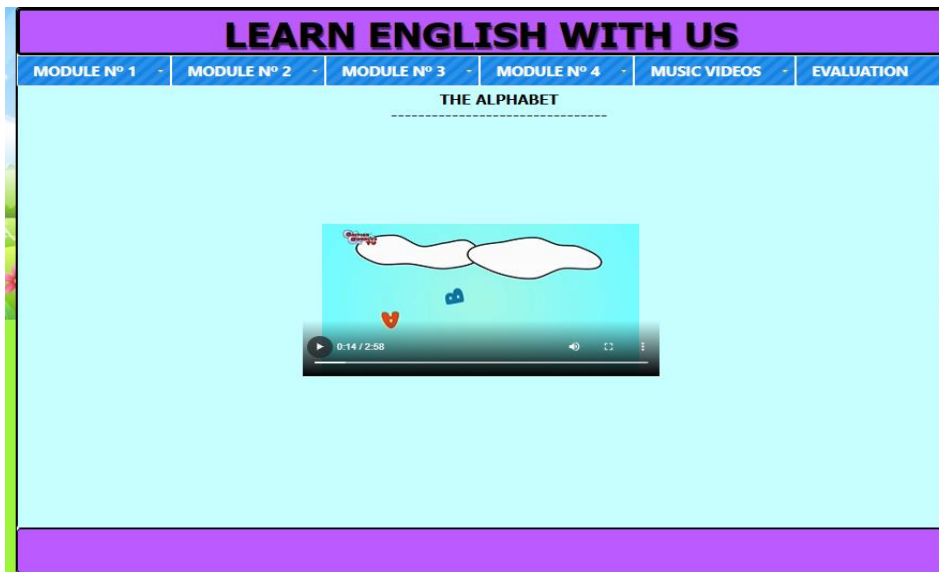 LEARN ENGLISH WITH US
MODULE Nº 1 - MODULE Nº 2 - MODULE Nº 3 - MODULE Nº 4 - MUSIC VIDEOS - EVALUATION
THE ALPHABET
--------------------------------
B
A
0:14 / 2:58